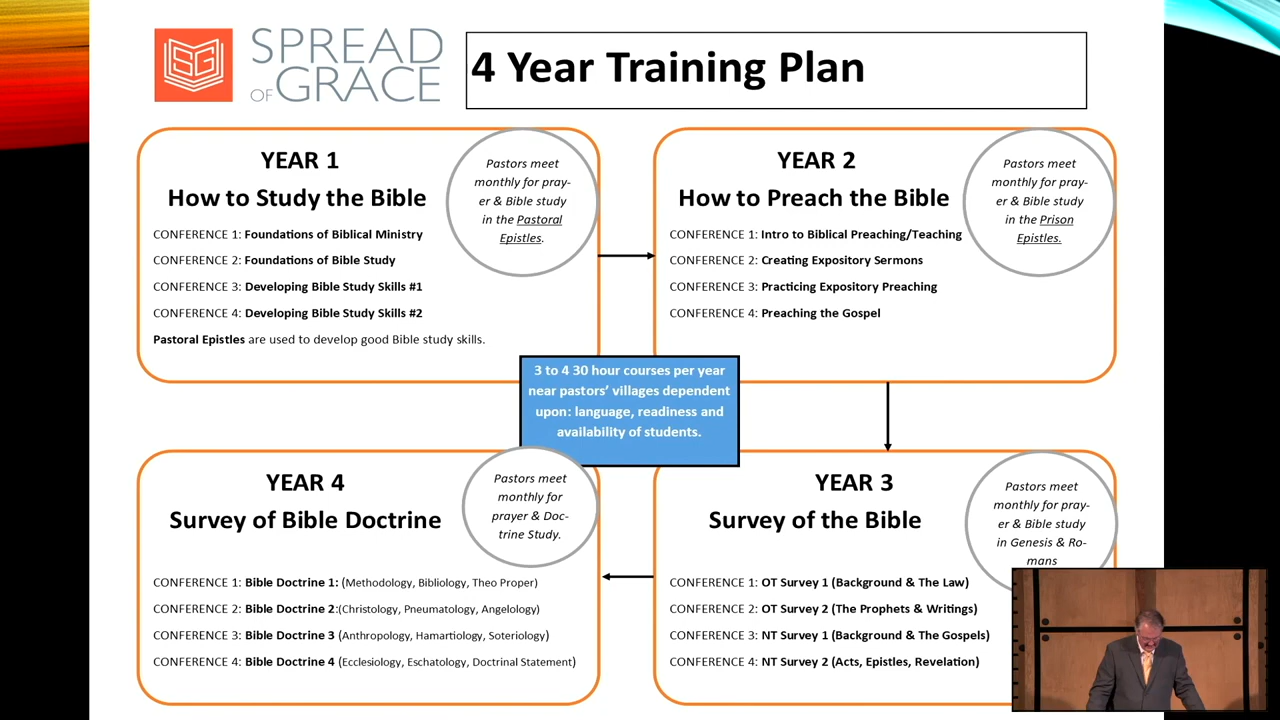 SPREAD
OF GRACE
SG
4 Year Training Plan
YEAR 1
How to Study the Bible
CONFERENCE 1: Foundations of Biblical Ministry
CONFERENCE 2: Foundations of Bible Study
CONFERENCE 3: Developing Bible Study Skills #1
CONFERENCE 4: Developing Bible Study Skills #2
Pastoral Epistles are used to develop good Bible study skills.
Pastors meet
monthly for pray-
er & Bible study
in the Pastoral
Epistles.
YEAR 2
How to Preach the Bible
CONFERENCE 1: Intro to Biblical Preaching/Teaching
CONFERENCE 2: Creating Expository Sermons
CONFERENCE 3: Practicing Expository Preaching
CONFERENCE 4: Preaching the Gospel
Pastors meet
monthly for pray-
er & Bible study
in the Prison
Epistles.
3 to 4 30 hour courses per year
near pastors’ villages dependent
upon: language, readiness and
availability of students.
YEAR 4
Survey of Bible Doctrine
Pastors meet
monthly for
prayer & Doc-
trine Study.
CONFERENCE 1: Bible Doctrine 1: (Methodology, Bibliology, Theo Proper)
CONFERENCE 2: Bible Doctrine 2:(Christology, Pneumatology, Angelology)
CONFERENCE 3: Bible Doctrine 3 (Anthropology, Hamartiology, Soteriology)
CONFERENCE 4: Bible Doctrine 4 (Ecclesiology, Eschatology, Doctrinal Statement)
YEAR 3
Survey of the Bible
Pastors meet
monthly for pray-
er & Bible study
in Genesis & Ro-
mans
CONFERENCE 1: OT Survey 1 (Background & The Law)
CONFERENCE 2: OT Survey 2 (The Prophets & Writings)
CONFERENCE 3: NT Survey 1 (Background & The Gospels)
CONFERENCE 4: NT Survey 2 (Acts, Epistles, Revelation)